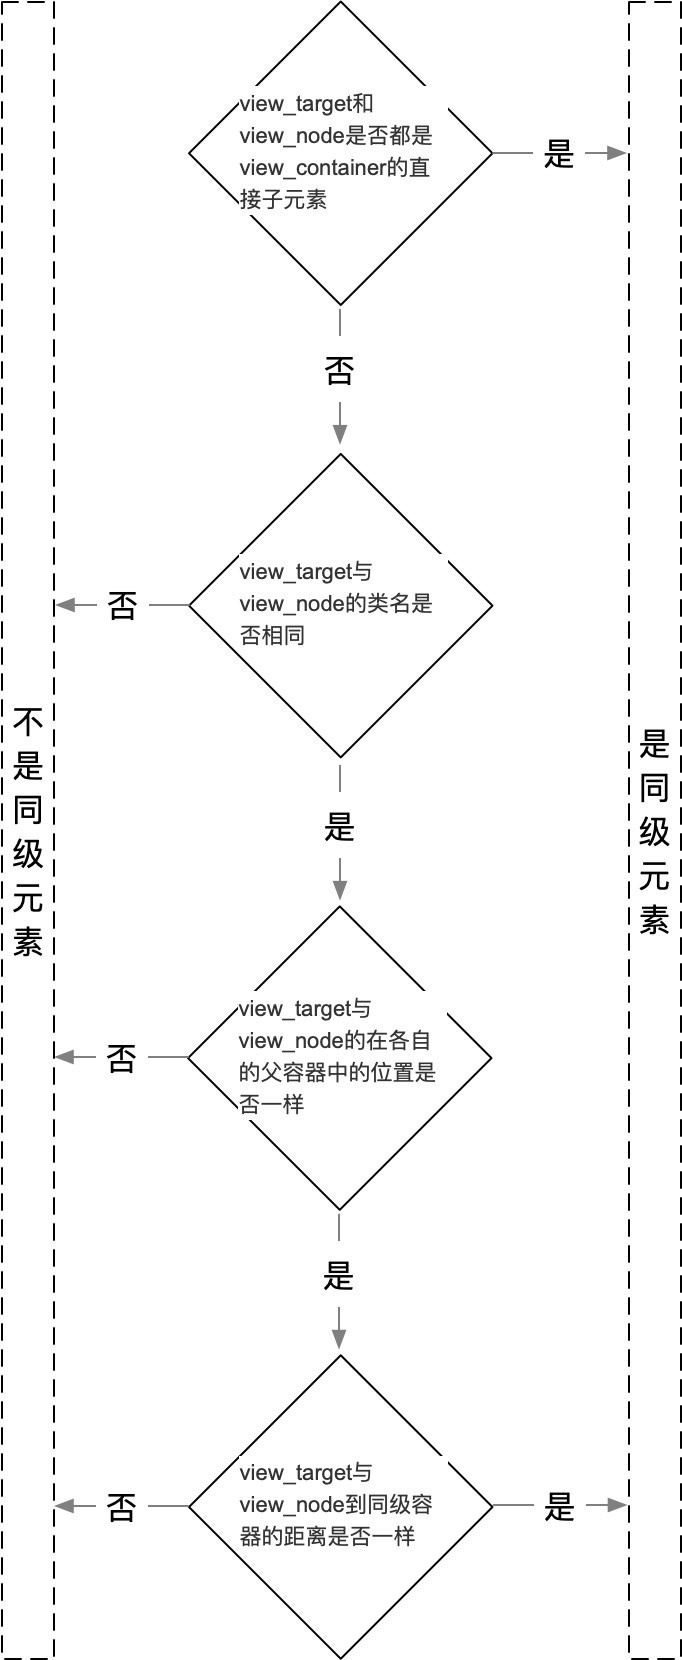 view_target和
view_node是否都是
view_container的直
接子元素
是
否
view_target与
view_node的类名是
否相同
否
是
不是同级元素
是同级元素
view_target与
view_node的在各自
的父容器中的位置是
否一样
否
是
view_target与
view_node到同级容
器的距离是否一样
否
是